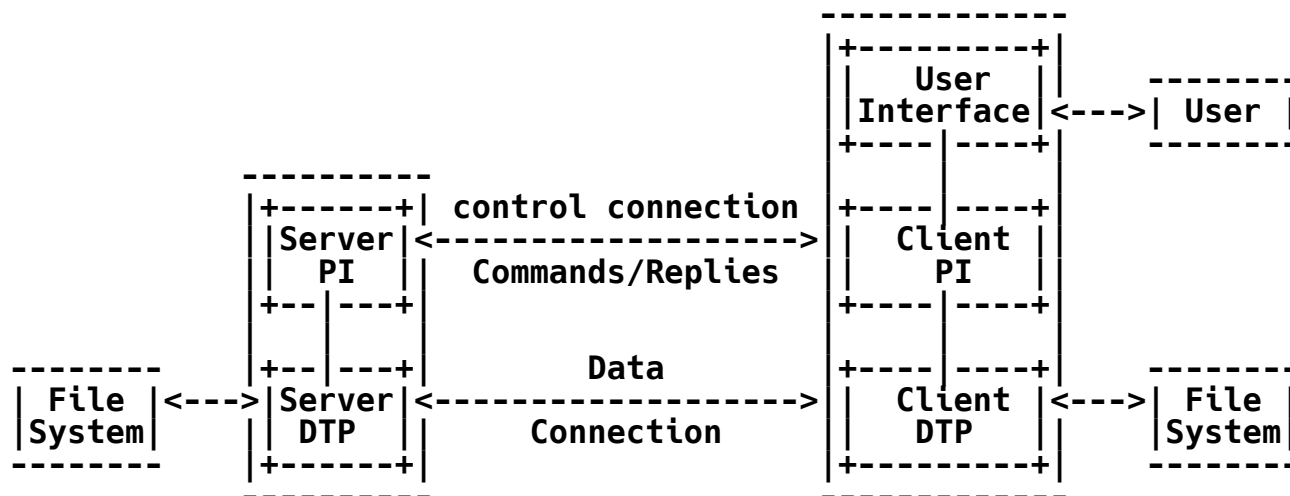 User
Interface
User
control connection
Server
PI
Client
PI
Commands/Replies
Data
File
System
Server
DTP
Client
DTP
File
System
Connection